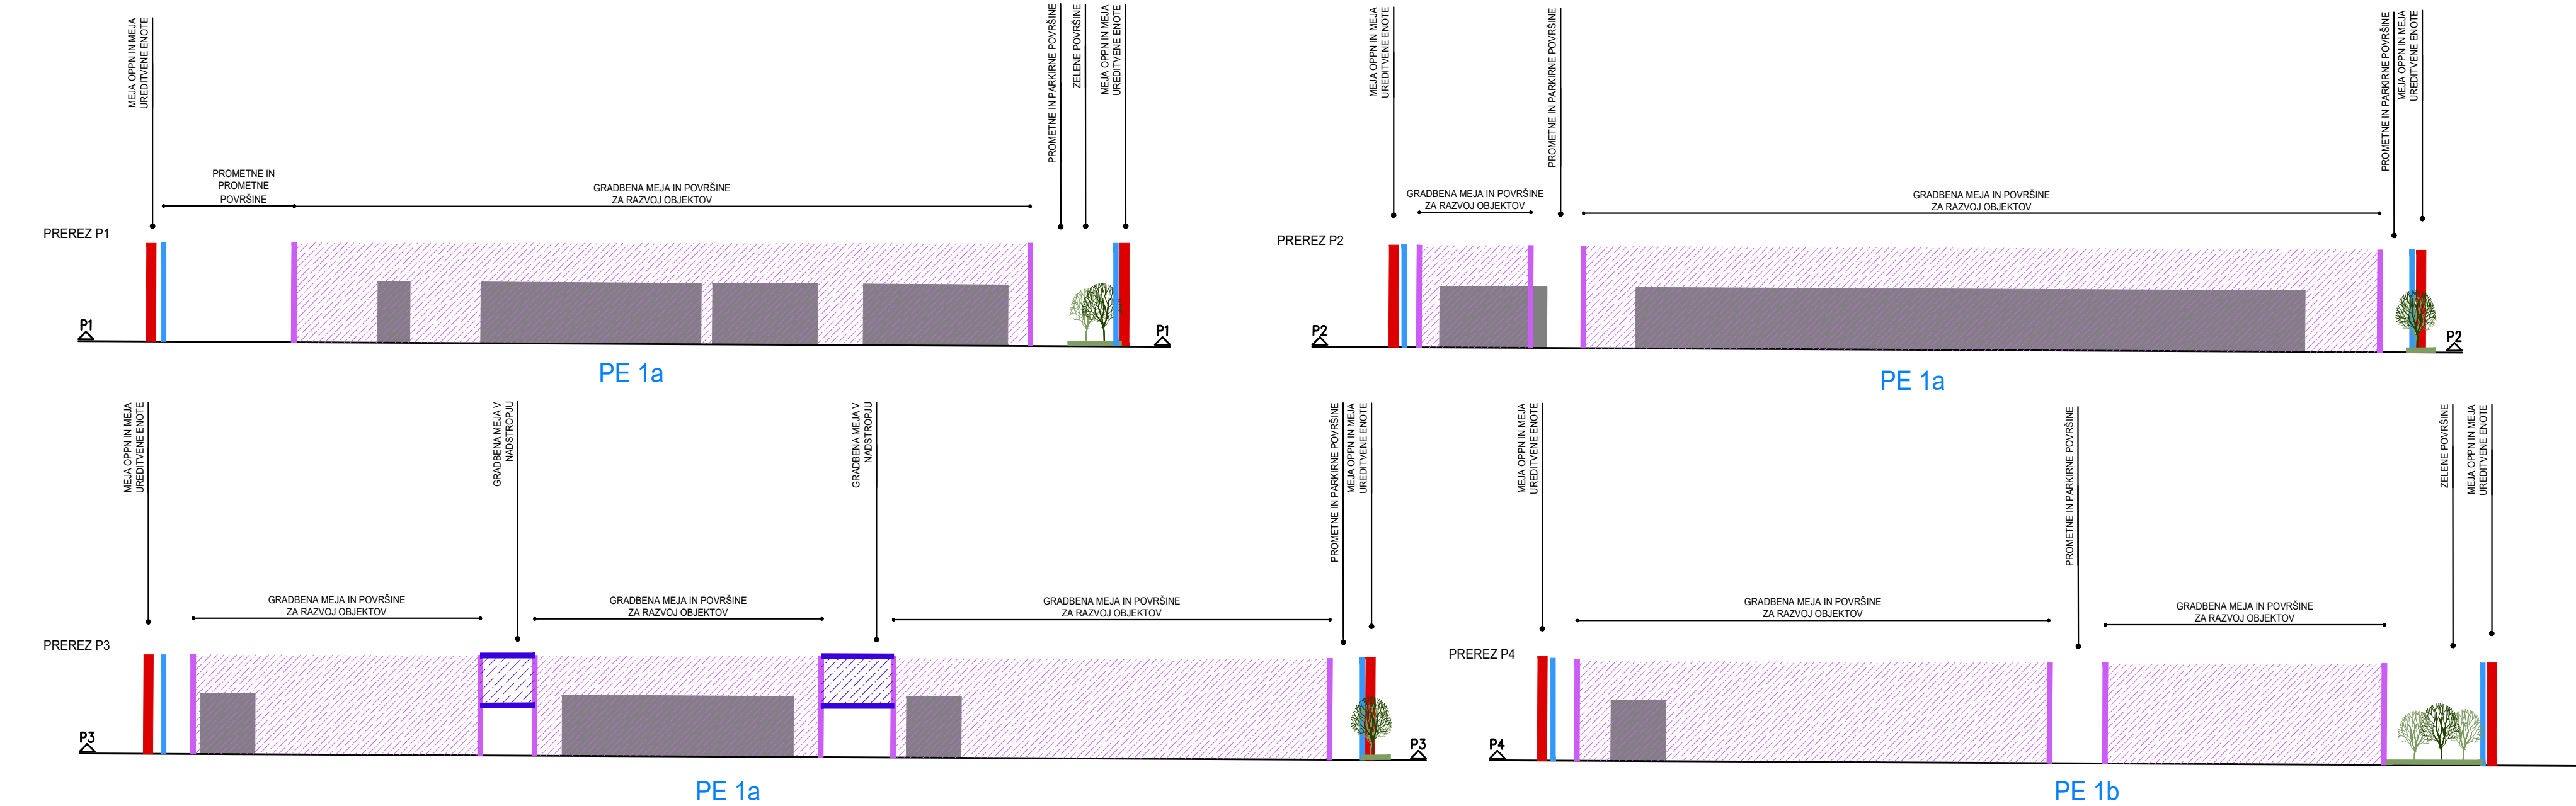 MEJA OPPN IN MEJA
UREDITVENE ENOTE
PROMETNE IN
PROMETNE
POVRŠINE
GRADBENA MEJA IN POVRŠINE
ZA RAZVOJ OBJEKTOV
PROMETNE IN PARKIRNE POVRŠINE
ZELENE POVRŠINE
MEJA OPPN IN MEJA
UREDITVENE ENOTE
PREREZ P1
P1
P1
PE 1a
MEJA OPPN IN MEJA
UREDITVENE ENOTE
GRADBENA MEJA IN POVRŠINE
ZA RAZVOJ OBJEKTOV
PROMETNE IN PARKIRNE POVRŠINE
GRADBENA MEJA IN POVRŠINE
ZA RAZVOJ OBJEKTOV
PROMETNE IN PARKIRNE POVRŠINE
MEJA OPPN IN MEJA
UREDITVENE ENOTE
PREREZ P2
P2
P2
PE 1a
MEJA OPPN IN MEJA
UREDITVENE ENOTE
GRADBENA MEJA IN POVRŠINE
ZA RAZVOJ OBJEKTOV
GRADBENA MEJA V
NADSTROPJU
GRADBENA MEJA IN POVRŠINE
ZA RAZVOJ OBJEKTOV
GRADBENA MEJA V
NADSTROPJU
GRADBENA MEJA IN POVRŠINE
ZA RAZVOJ OBJEKTOV
PROMETNE IN PARKIRNE POVRŠINE
MEJA OPPN IN MEJA
UREDITVENE ENOTE
PREREZ P3
P3
P3
PE 1a
MEJA OPPN IN MEJA
UREDITVENE ENOTE
GRADBENA MEJA IN POVRŠINE
ZA RAZVOJ OBJEKTOV
PROMETNE IN PARKIRNE POVRŠINE
GRADBENA MEJA IN POVRŠINE
ZA RAZVOJ OBJEKTOV
ZELENE POVRŠINE
MEJA OPPN IN MEJA
UREDITVENE ENOTE
PREREZ P4
P4
PE 1b